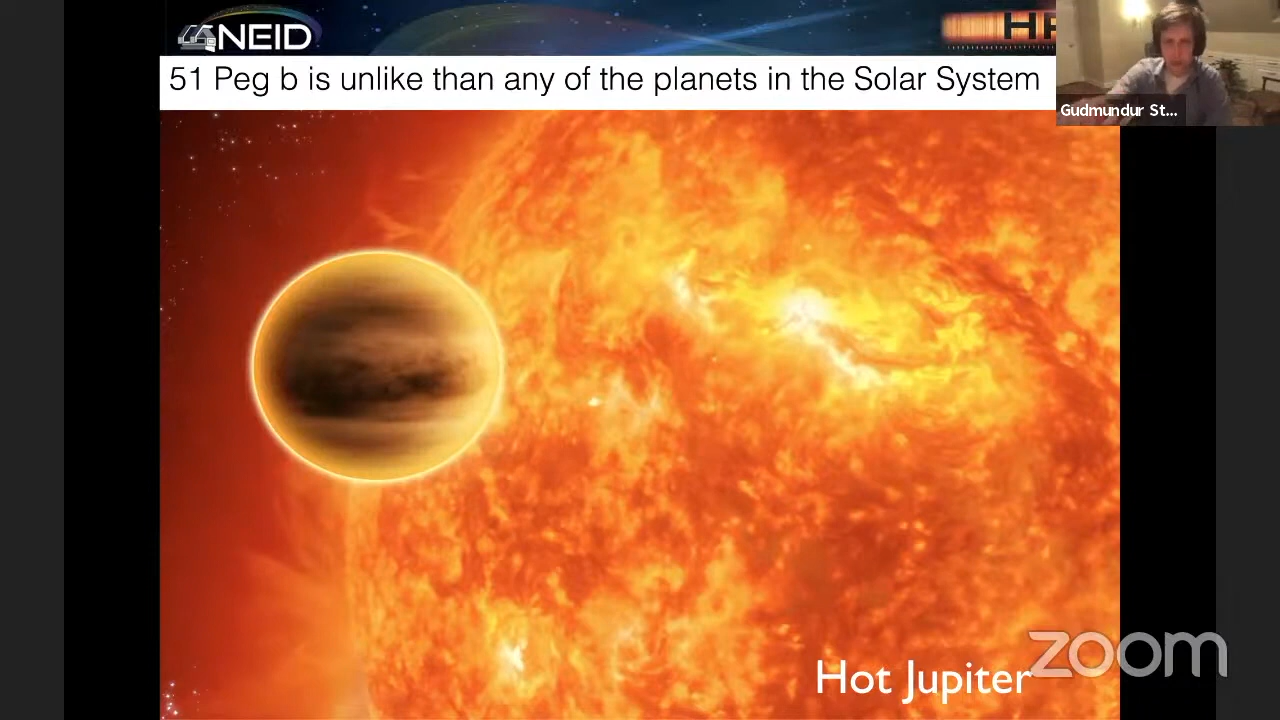 NEID
51 Peg b is unlike than any of the planets in the Solar System
Gudmundur St...
Hot Jupiter
zoom